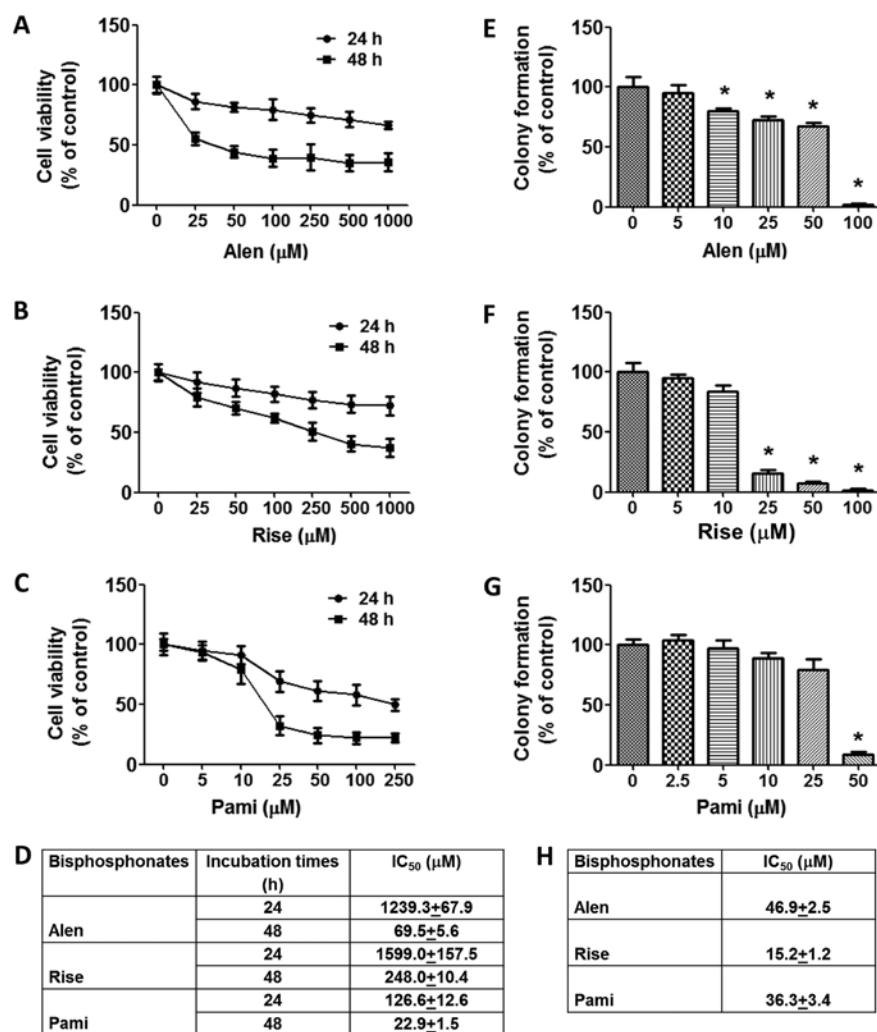 A
150
100
50
0
Cell viability
(% of control)
24 h
48 h
0 25 50 100 250 500 1000
Alen (μM)
E
150
100
50
0
Colony formation
(% of control)
* * * *
0 5 10 25 50 100
Alen (μM)
B
150
100
50
0
Cell viability
(% of control)
24 h
48 h
0 25 50 100 250 500 1000
Rise (μM)
F
150
100
50
0
Colony formation
(% of control)
* * *
0 5 10 25 50 100
Rise (μM)
C
150
100
50
0
Cell viability
(% of control)
24 h
48 h
0 5 10 25 50 100 250
Pami (μM)
G
150
100
50
0
Colony formation
(% of control)
*
0 2.5 5 10 25 50
Pami (μM)
D
Bisphosphonates Incubation times IC₅₀ (μM)
(h)
24 1239.3±67.9
Alen 48 69.5±5.6
24 1599.0±157.5
Rise 48 248.0±10.4
24 126.6±12.6
Pami 48 22.9±1.5
H
Bisphosphonates IC₅₀ (μM)
Alen 46.9±2.5
Rise 15.2±1.2
Pami 36.3±3.4